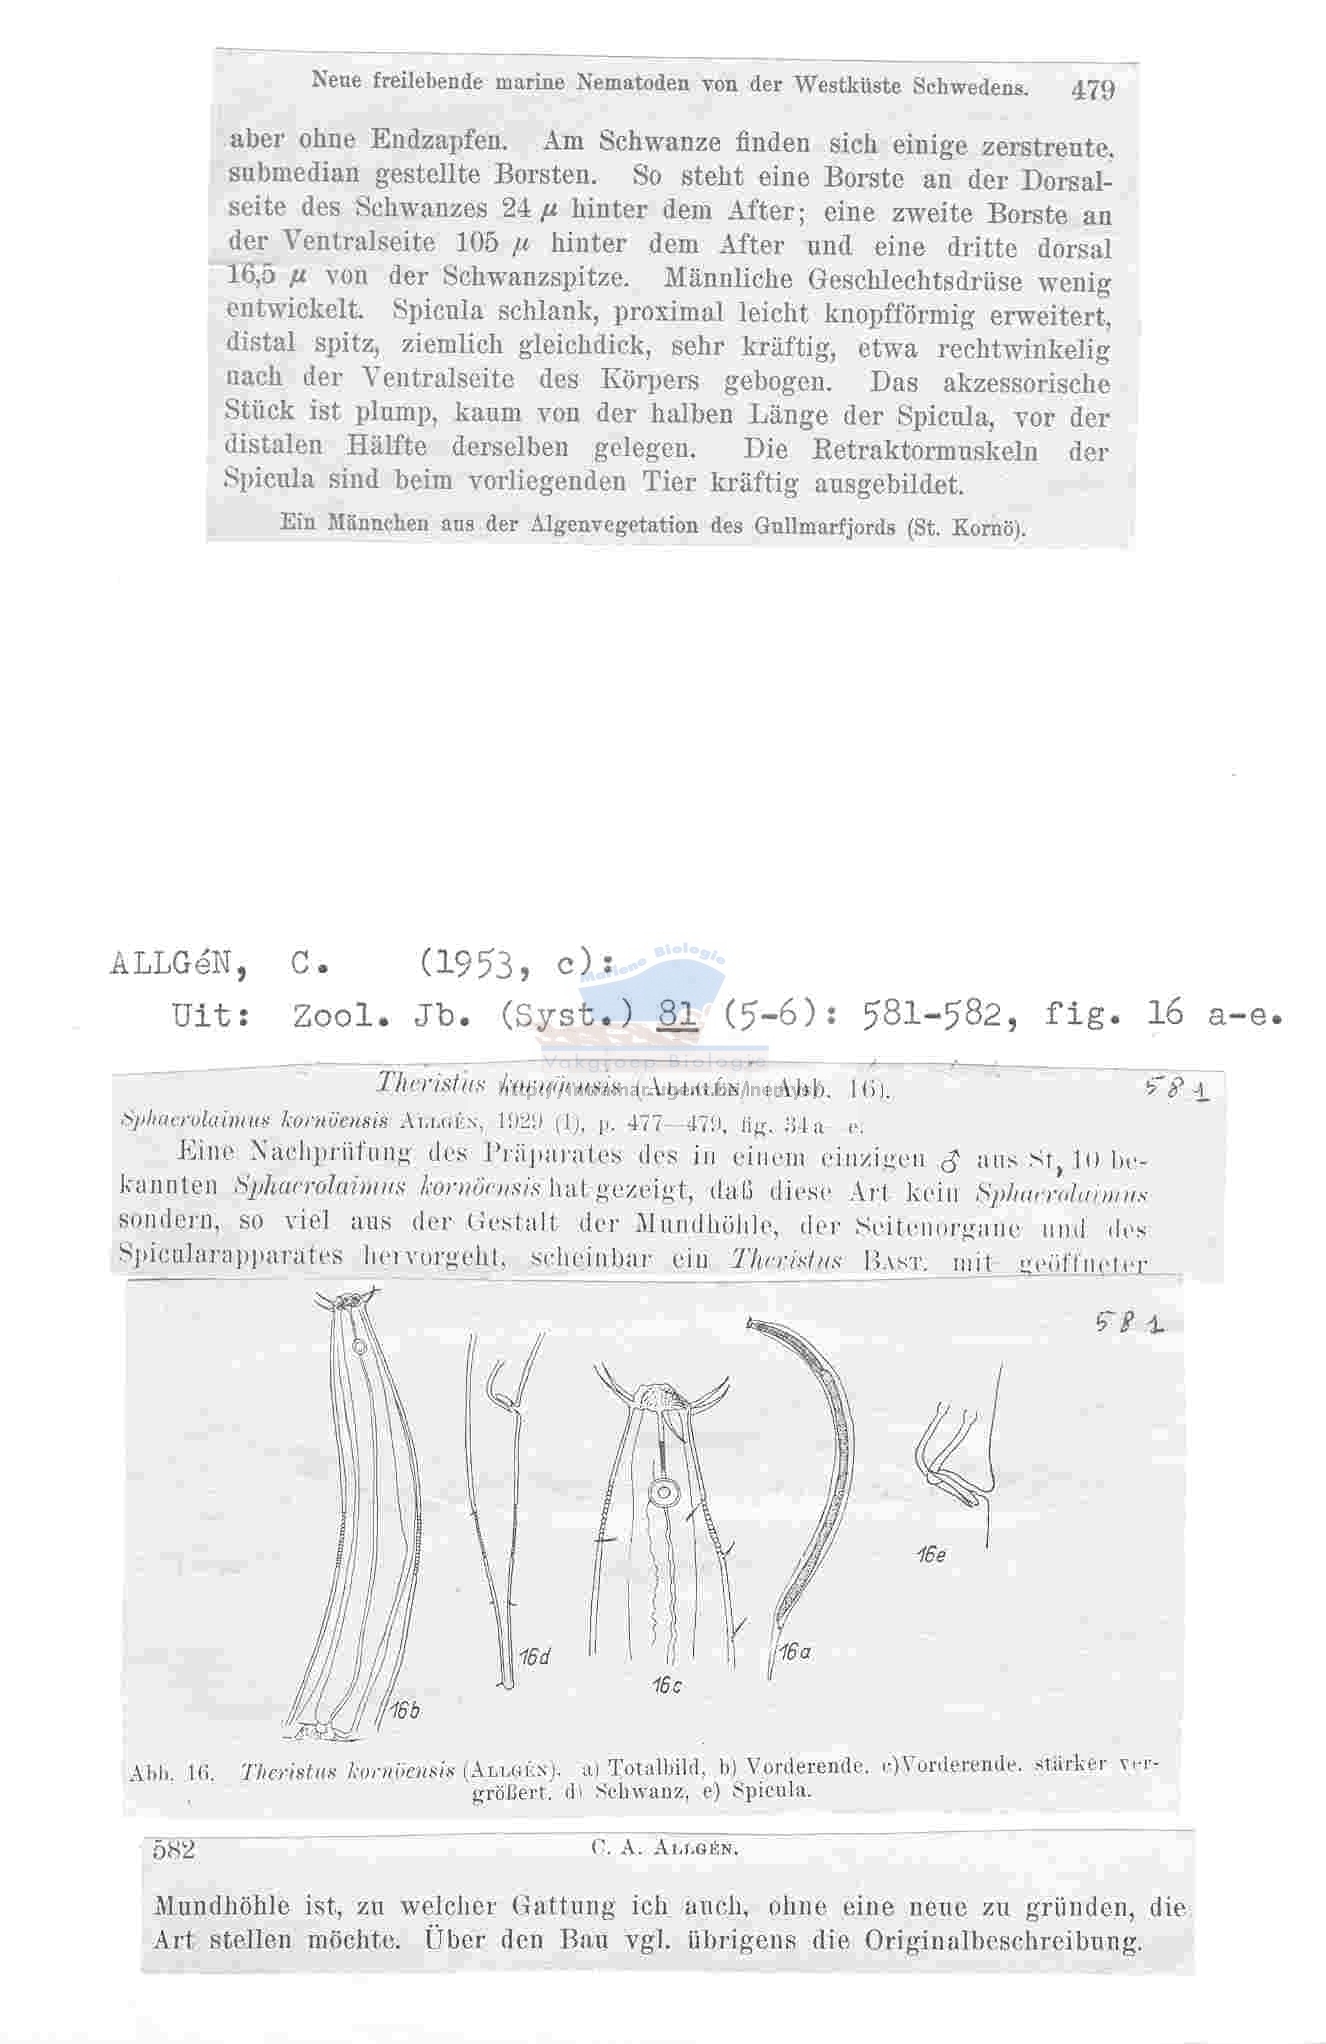 Neue freilebende marine Nematoden von der Westküste Schwedens. 479
aber ohne Endzapfen. Am Schwanze finden sich einige zerstreute,
submedian gestellte Borsten. So steht eine Borste an der Dorsal-
seite des Schwanzes 24 µ hinter dem After; eine zweite Borste an
der Ventralseite 105 µ hinter dem After und eine dritte dorsal
16,5 µ von der Schwanzspitze. Männliche Geschlechtsdrüse wenig
entwickelt. Spicula schlank, proximal leicht knopfförmig erweitert,
distal spitz, ziemlich gleichdick, sehr kräftig, etwa rechtwinkelig
nach der Ventralseite des Körpers gebogen. Das akzessorische
Stück ist plump, kaum von der halben Länge der Spicula, vor der
distalen Hälfte derselben gelegen. Die Retraktormuskeln der
Spicula sind beim vorliegenden Tier kräftig ausgebildet.
Ein Männchen aus der Algenvegetation des Gullmarfjords (St. Kornö).
ALLGéN, C. (1953, c):
Mariene Biologie
Uit: Zool. Jb. (Syst.) 81 (5-6): 581-582, fig. 16 a-e.
Vakgroep Biologie
Theristus kornöensis (ALLGÉN) (Abb. 16). 581
Sphaerolaimus kornöensis ALLGÉN, 1929 (1), p. 477—479, fig. 34a—e.
Eine Nachprüfung des Präparates des in einem einzigen ♂ aus St, 10 be-
kannten Sphaerolaimus kornöensis hat gezeigt, daß diese Art kein Sphaerolaimus
sondern, so viel aus der Gestalt der Mundhöhle, der Seitenorgane und des
Spicularapparates hervorgeht, scheinbar ein Theristus BAST. mit geöffneter
581
16e
16d
16a
16c
16b
Abb. 16. Theristus kornöensis (ALLGÉN). a) Totalbild, b) Vorderende, c) Vorderende, stärker ver-
größert, d) Schwanz, e) Spicula.
582 C. A. ALLGÉN,
Mundhöhle ist, zu welcher Gattung ich auch, ohne eine neue zu gründen, die
Art stellen möchte. Über den Bau vgl. übrigens die Originalbeschreibung.